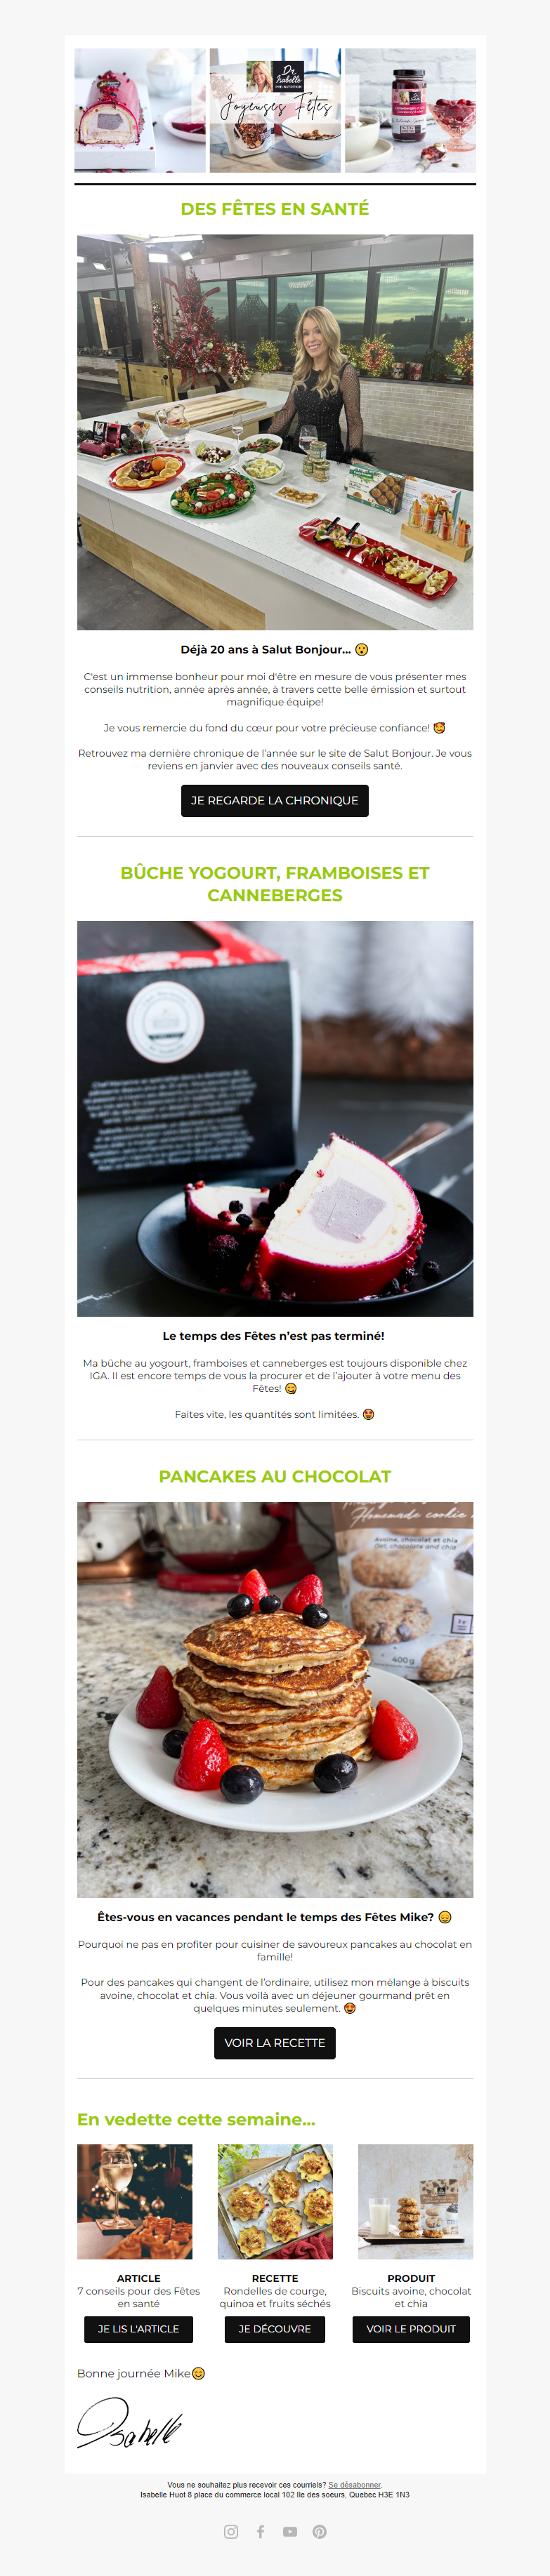 Dr
Isabelle
PHD NUTRITION
Joyeuses Fêtes
DES FÊTES EN SANTÉ
Déjà 20 ans à Salut Bonjour... 😮
C'est un immense bonheur pour moi d'être en mesure de vous présenter mes
conseils nutrition, année après année, à travers cette belle émission et surtout
magnifique équipe!
Je vous remercie du fond du cœur pour votre précieuse confiance! 🥰
Retrouvez ma dernière chronique de l'année sur le site de Salut Bonjour. Je vous
reviens en janvier avec des nouveaux conseils santé.
JE REGARDE LA CHRONIQUE
BÛCHE YOGOURT, FRAMBOISES ET
CANNEBERGES
Le temps des Fêtes n'est pas terminé!
Ma bûche au yogourt, framboises et canneberges est toujours disponible chez
IGA. Il est encore temps de vous la procurer et de l'ajouter à votre menu des
Fêtes! 😋
Faites vite, les quantités sont limitées. 🤩
PANCAKES AU CHOCOLAT
Homemade cookie
Avoine, chocolat et chia
Oat, chocolate and chia
400 g
Êtes-vous en vacances pendant le temps des Fêtes Mike? 😄
Pourquoi ne pas en profiter pour cuisiner de savoureux pancakes au chocolat en
famille!
Pour des pancakes qui changent de l'ordinaire, utilisez mon mélange à biscuits
avoine, chocolat et chia. Vous voilà avec un déjeuner gourmand prêt en
quelques minutes seulement. 😍
VOIR LA RECETTE
En vedette cette semaine...
ARTICLE
7 conseils pour des Fêtes
en santé
JE LIS L'ARTICLE
RECETTE
Rondelles de courge,
quinoa et fruits séchés
JE DÉCOUVRE
PRODUIT
Biscuits avoine, chocolat
et chia
VOIR LE PRODUIT
Bonne journée Mike😊
Isabelle
Vous ne souhaitez plus recevoir ces courriels? Se désabonner.
Isabelle Huot 8 place du commerce local 102 Ile des soeurs, Quebec H3E 1N3